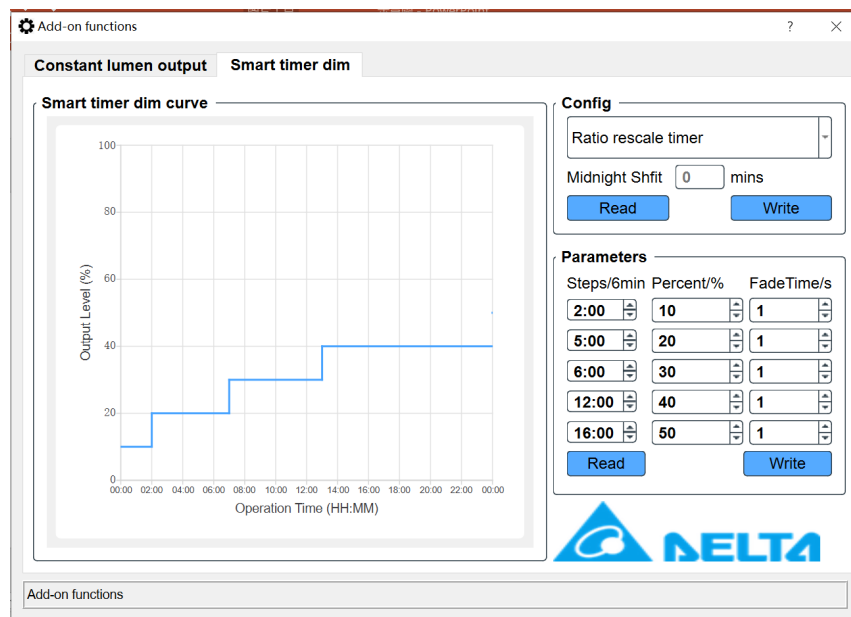 Add-on functions
?
Constant lumen output
Smart timer dim
Smart timer dim curve
100
80
60
40
20
0
Output Level (%)
00:00 02:00 04:00 06:00 08:00 10:00 12:00 14:00 16:00 18:00 20:00 22:00 00:00
Operation Time (HH:MM)
Config
Ratio rescale timer
Midnight Shfit 0 mins
Read Write
Parameters
Steps/6min Percent/% FadeTime/s
2:00 10 1
5:00 20 1
6:00 30 1
12:00 40 1
16:00 50 1
Read Write
DELTA
Add-on functions